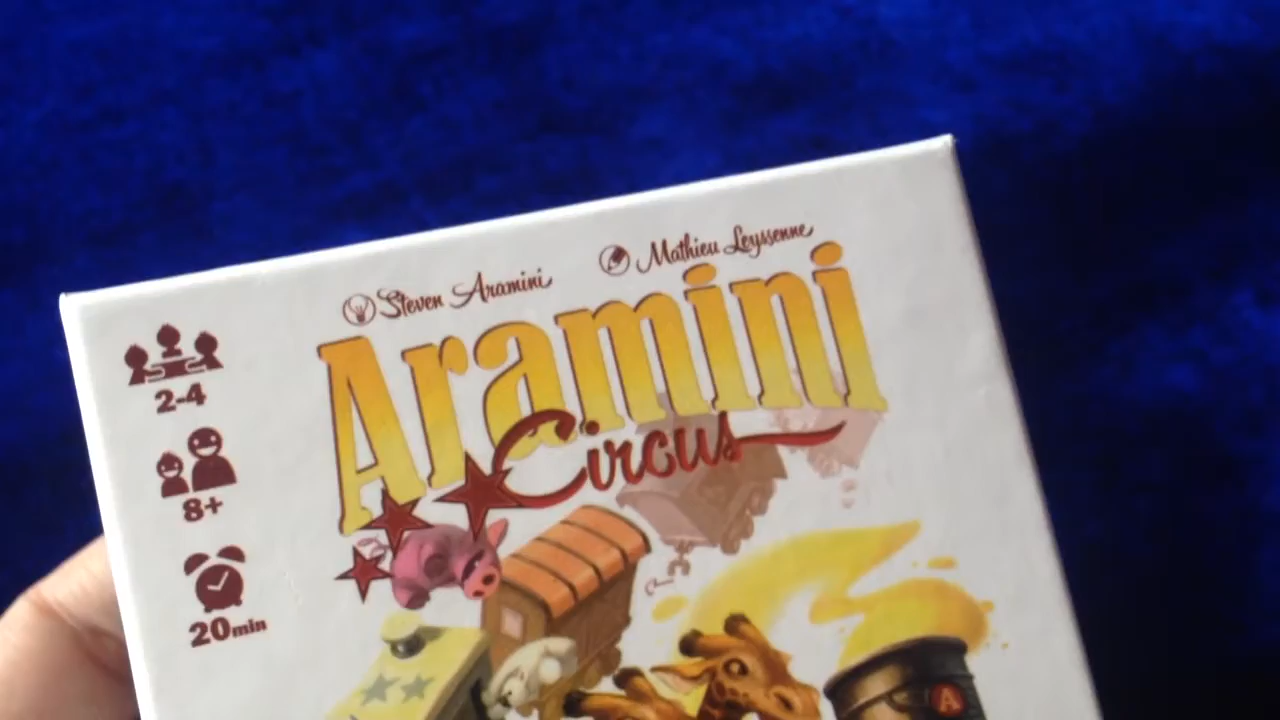 Steven Aramini
Mathieu Leyssenne
Aramini
Circus
2-4
8+
20min
A